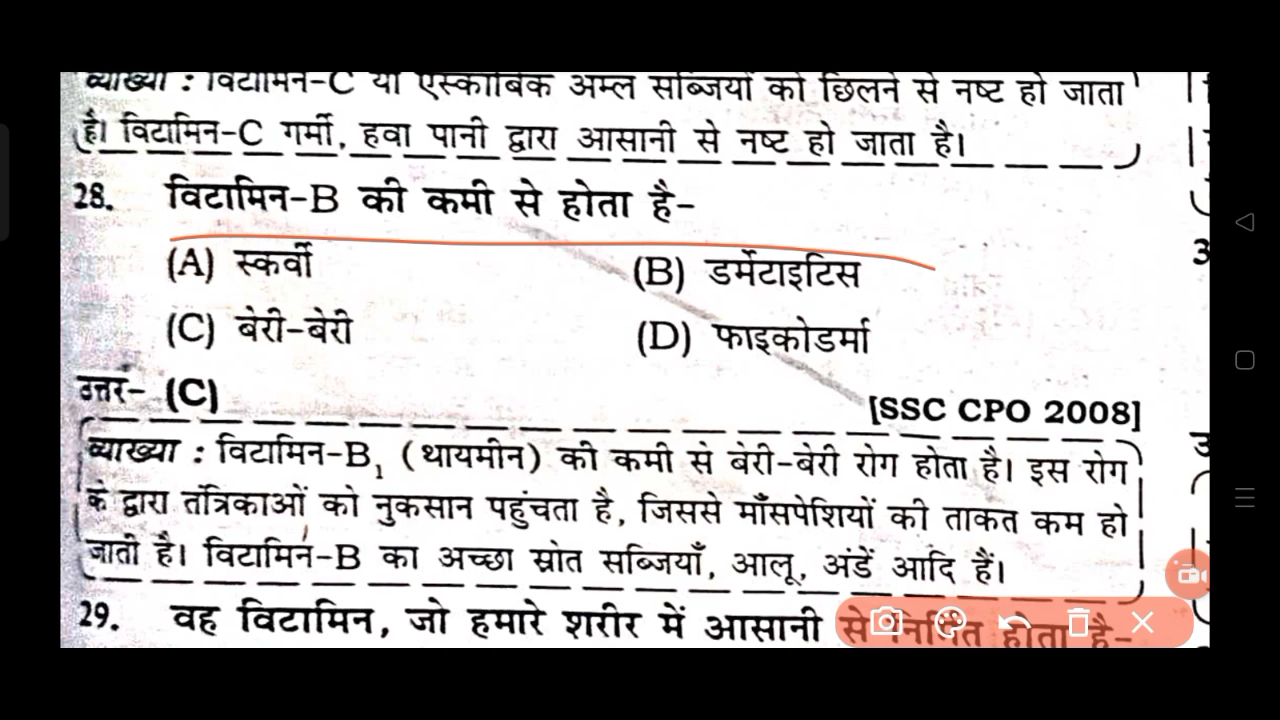 व्याख्या : विटामिन-C या एस्कार्बिक अम्ल सब्जियों को छिलने से नष्ट हो जाता
है। विटामिन-C गर्मी, हवा पानी द्वारा आसानी से नष्ट हो जाता है।
28. विटामिन-B की कमी से होता है-
(A) स्कर्वी (B) डर्मेटाइटिस
(C) बेरी-बेरी (D) फाइकोडर्मा
उत्तर- (C)
[SSC CPO 2008]
व्याख्या : विटामिन-B₁ (थायमीन) की कमी से बेरी-बेरी रोग होता है। इस रोग
के द्वारा तंत्रिकाओं को नुकसान पहुंचता है, जिससे माँसपेशियों की ताकत कम हो
जाती है। विटामिन-B का अच्छा स्रोत सब्जियाँ, आलू, अंडें आदि हैं।
29. वह विटामिन, जो हमारे शरीर में आसानी से निर्मित होता है-